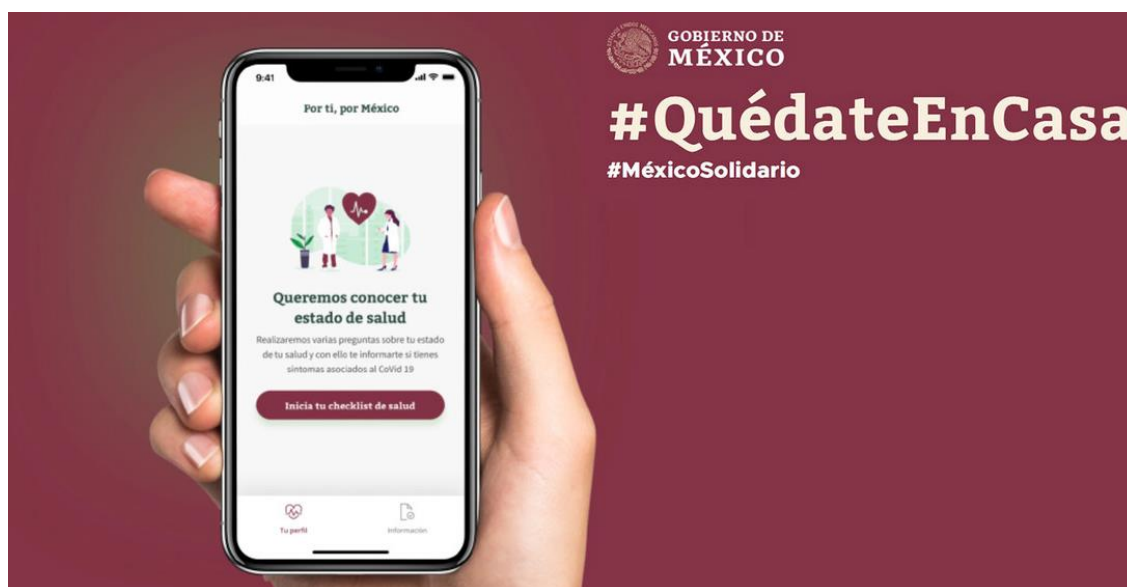 9:41
Por ti, por México
Queremos conocer tu
estado de salud
Realizaremos varias preguntas sobre tu estado
de tu salud y con ello te informarte si tienes
síntomas asociados al CoVid 19
Inicia tu checklist de salud
Tu perfil
Información
GOBIERNO DE
MÉXICO
#QuédateEnCasa
#MéxicoSolidario